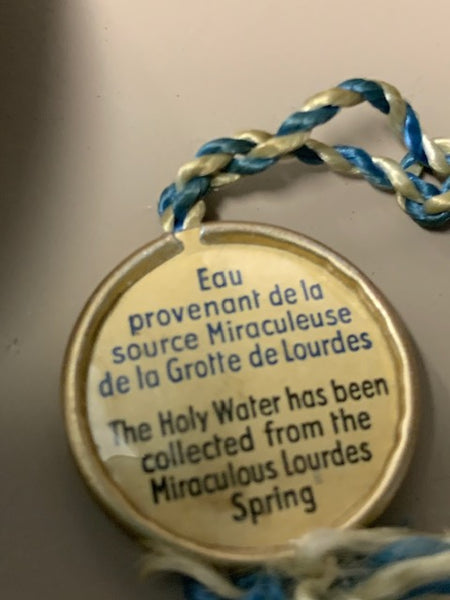 Eau
provenant de la
source Miraculeuse
de la Grotte de Lourdes
The Holy Water has been
collected from the
Miraculous Lourdes
Spring